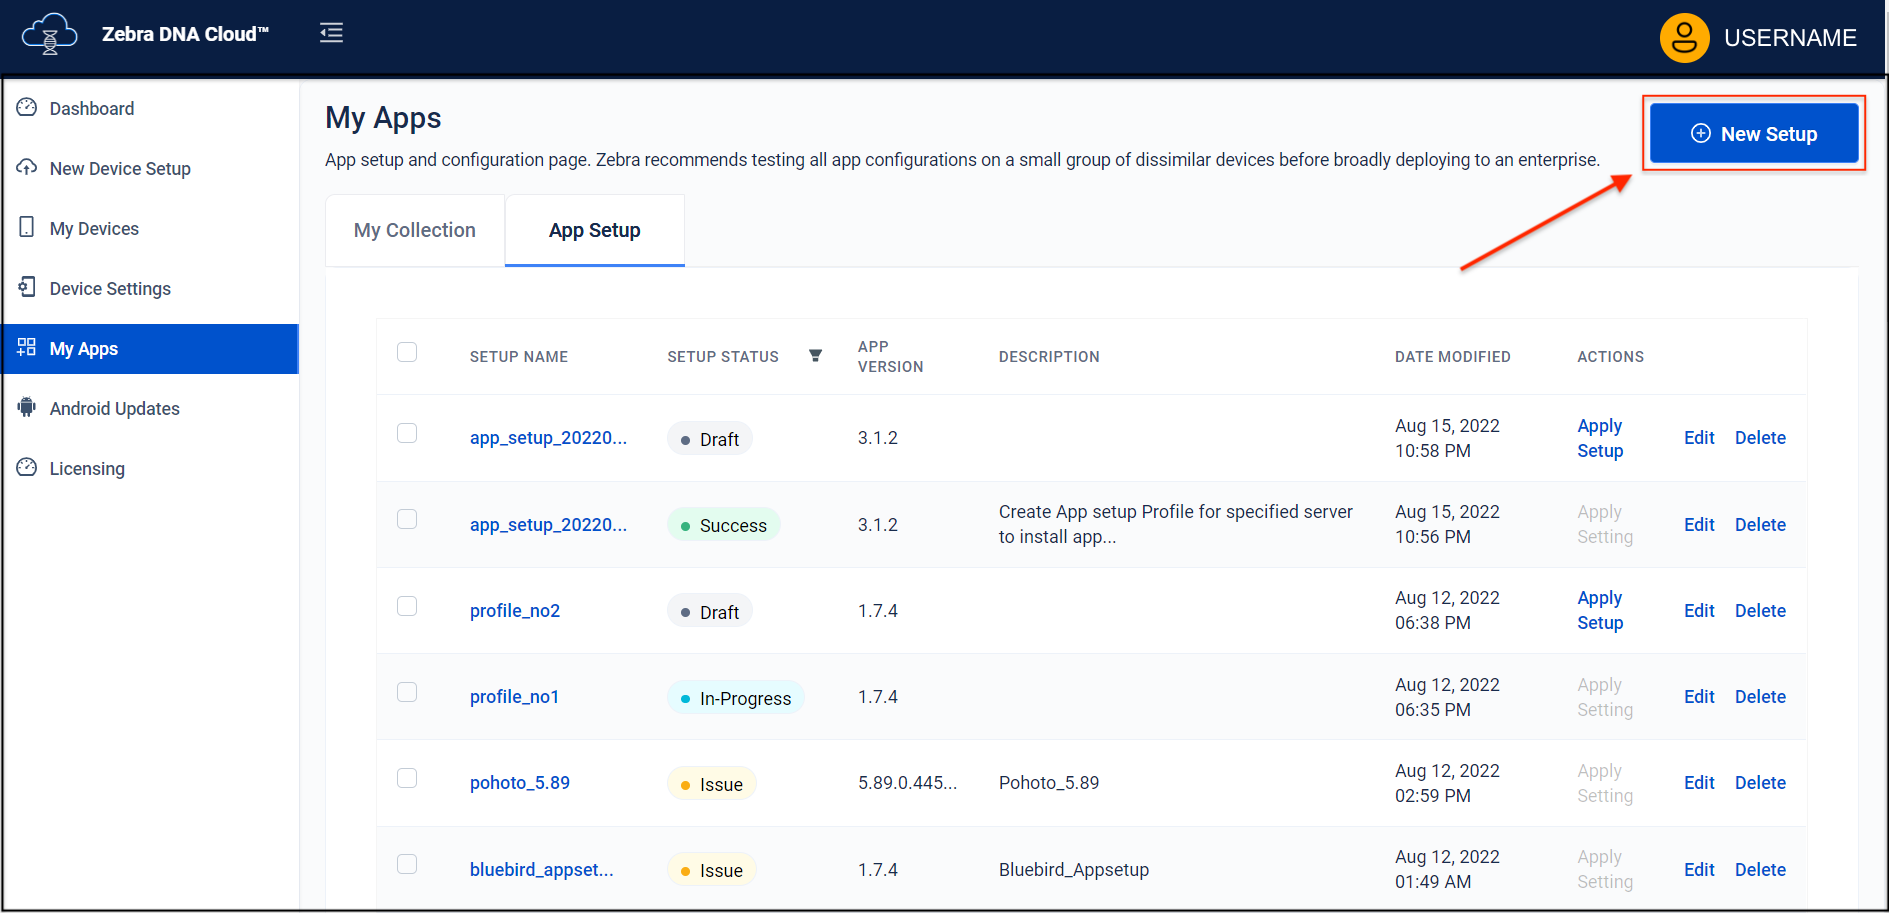 Zebra DNA Cloud™
USERNAME
Dashboard
New Device Setup
My Devices
Device Settings
My Apps
Android Updates
Licensing
My Apps
App setup and configuration page. Zebra recommends testing all app configurations on a small group of dissimilar devices before broadly deploying to an enterprise.
New Setup
My Collection
App Setup
SETUP NAME
SETUP STATUS
APP
VERSION
DESCRIPTION
DATE MODIFIED
ACTIONS
app_setup_20220...
Draft
3.1.2
Aug 15, 2022
10:58 PM
Apply
Setup
Edit
Delete
app_setup_20220...
Success
3.1.2
Create App setup Profile for specified server
to install app...
Aug 15, 2022
10:56 PM
Apply
Setting
Edit
Delete
profile_no2
Draft
1.7.4
Aug 12, 2022
06:38 PM
Apply
Setup
Edit
Delete
profile_no1
In-Progress
1.7.4
Aug 12, 2022
06:35 PM
Apply
Setting
Edit
Delete
pohoto_5.89
Issue
5.89.0.445...
Pohoto_5.89
Aug 12, 2022
02:59 PM
Apply
Setting
Edit
Delete
bluebird_appset...
Issue
1.7.4
Bluebird_Appsetup
Aug 12, 2022
01:49 AM
Apply
Setting
Edit
Delete